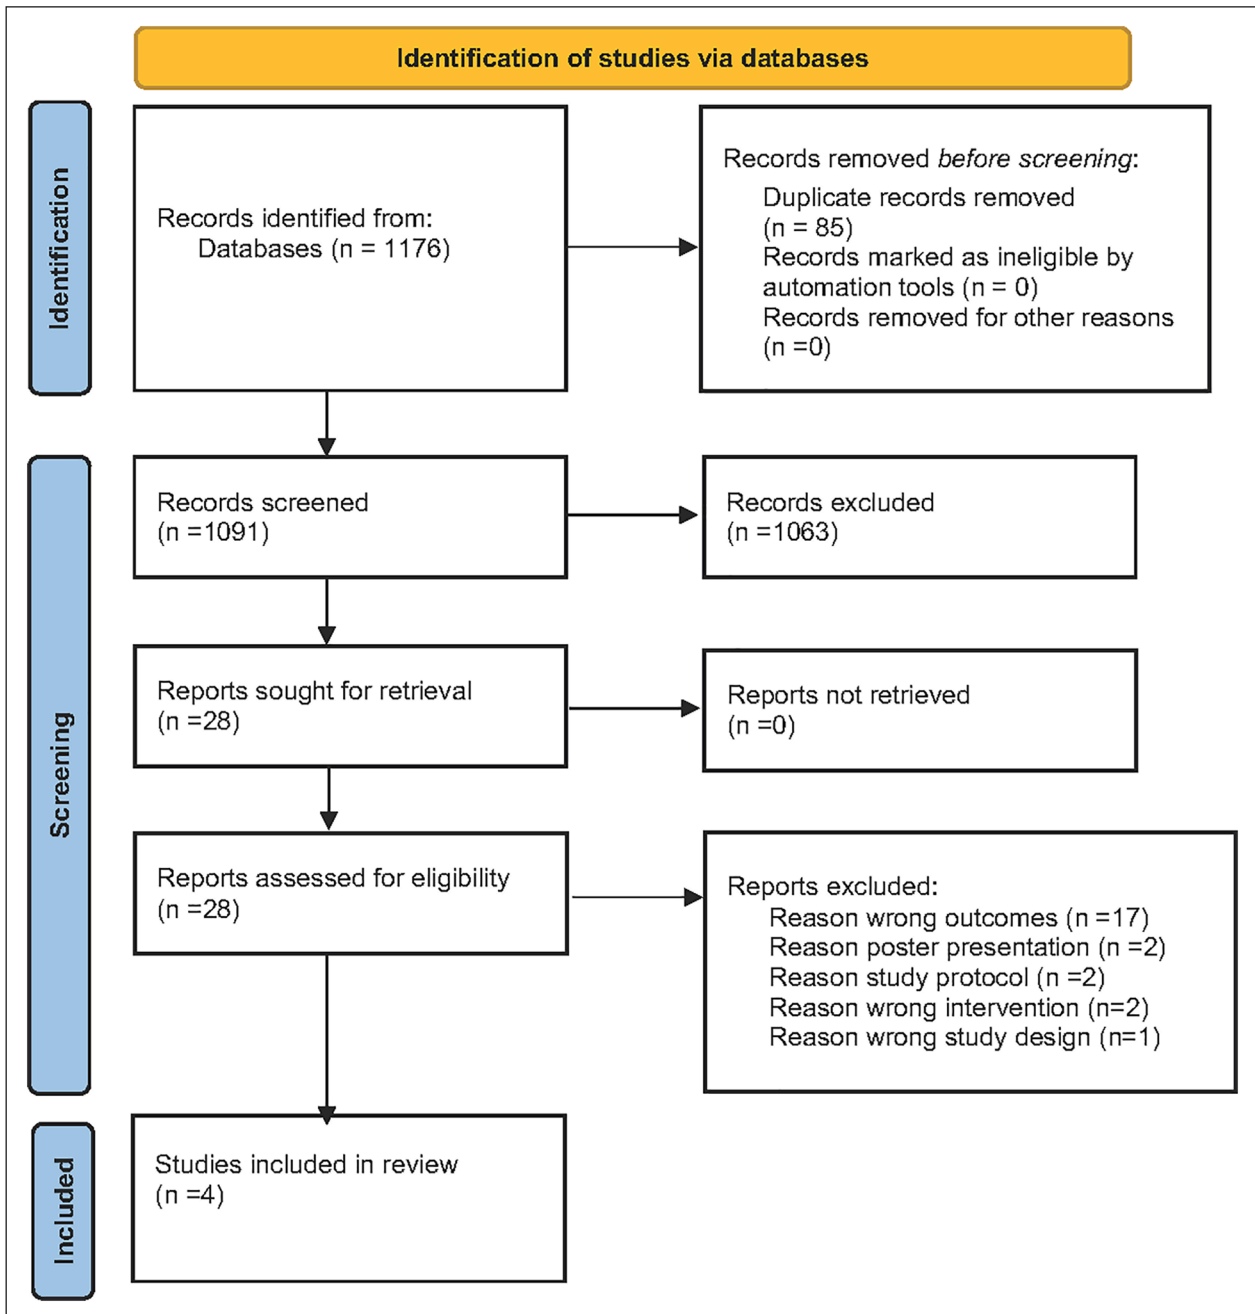 Identification of studies via databases
Identification
Records identified from:
Databases (n = 1176)
Records removed before screening:
Duplicate records removed
(n = 85)
Records marked as ineligible by
automation tools (n = 0)
Records removed for other reasons
(n =0)
Screening
Records screened
(n =1091)
Records excluded
(n =1063)
Reports sought for retrieval
(n =28)
Reports not retrieved
(n =0)
Reports assessed for eligibility
(n =28)
Reports excluded:
Reason wrong outcomes (n =17)
Reason poster presentation (n =2)
Reason study protocol (n =2)
Reason wrong intervention (n=2)
Reason wrong study design (n=1)
Included
Studies included in review
(n =4)